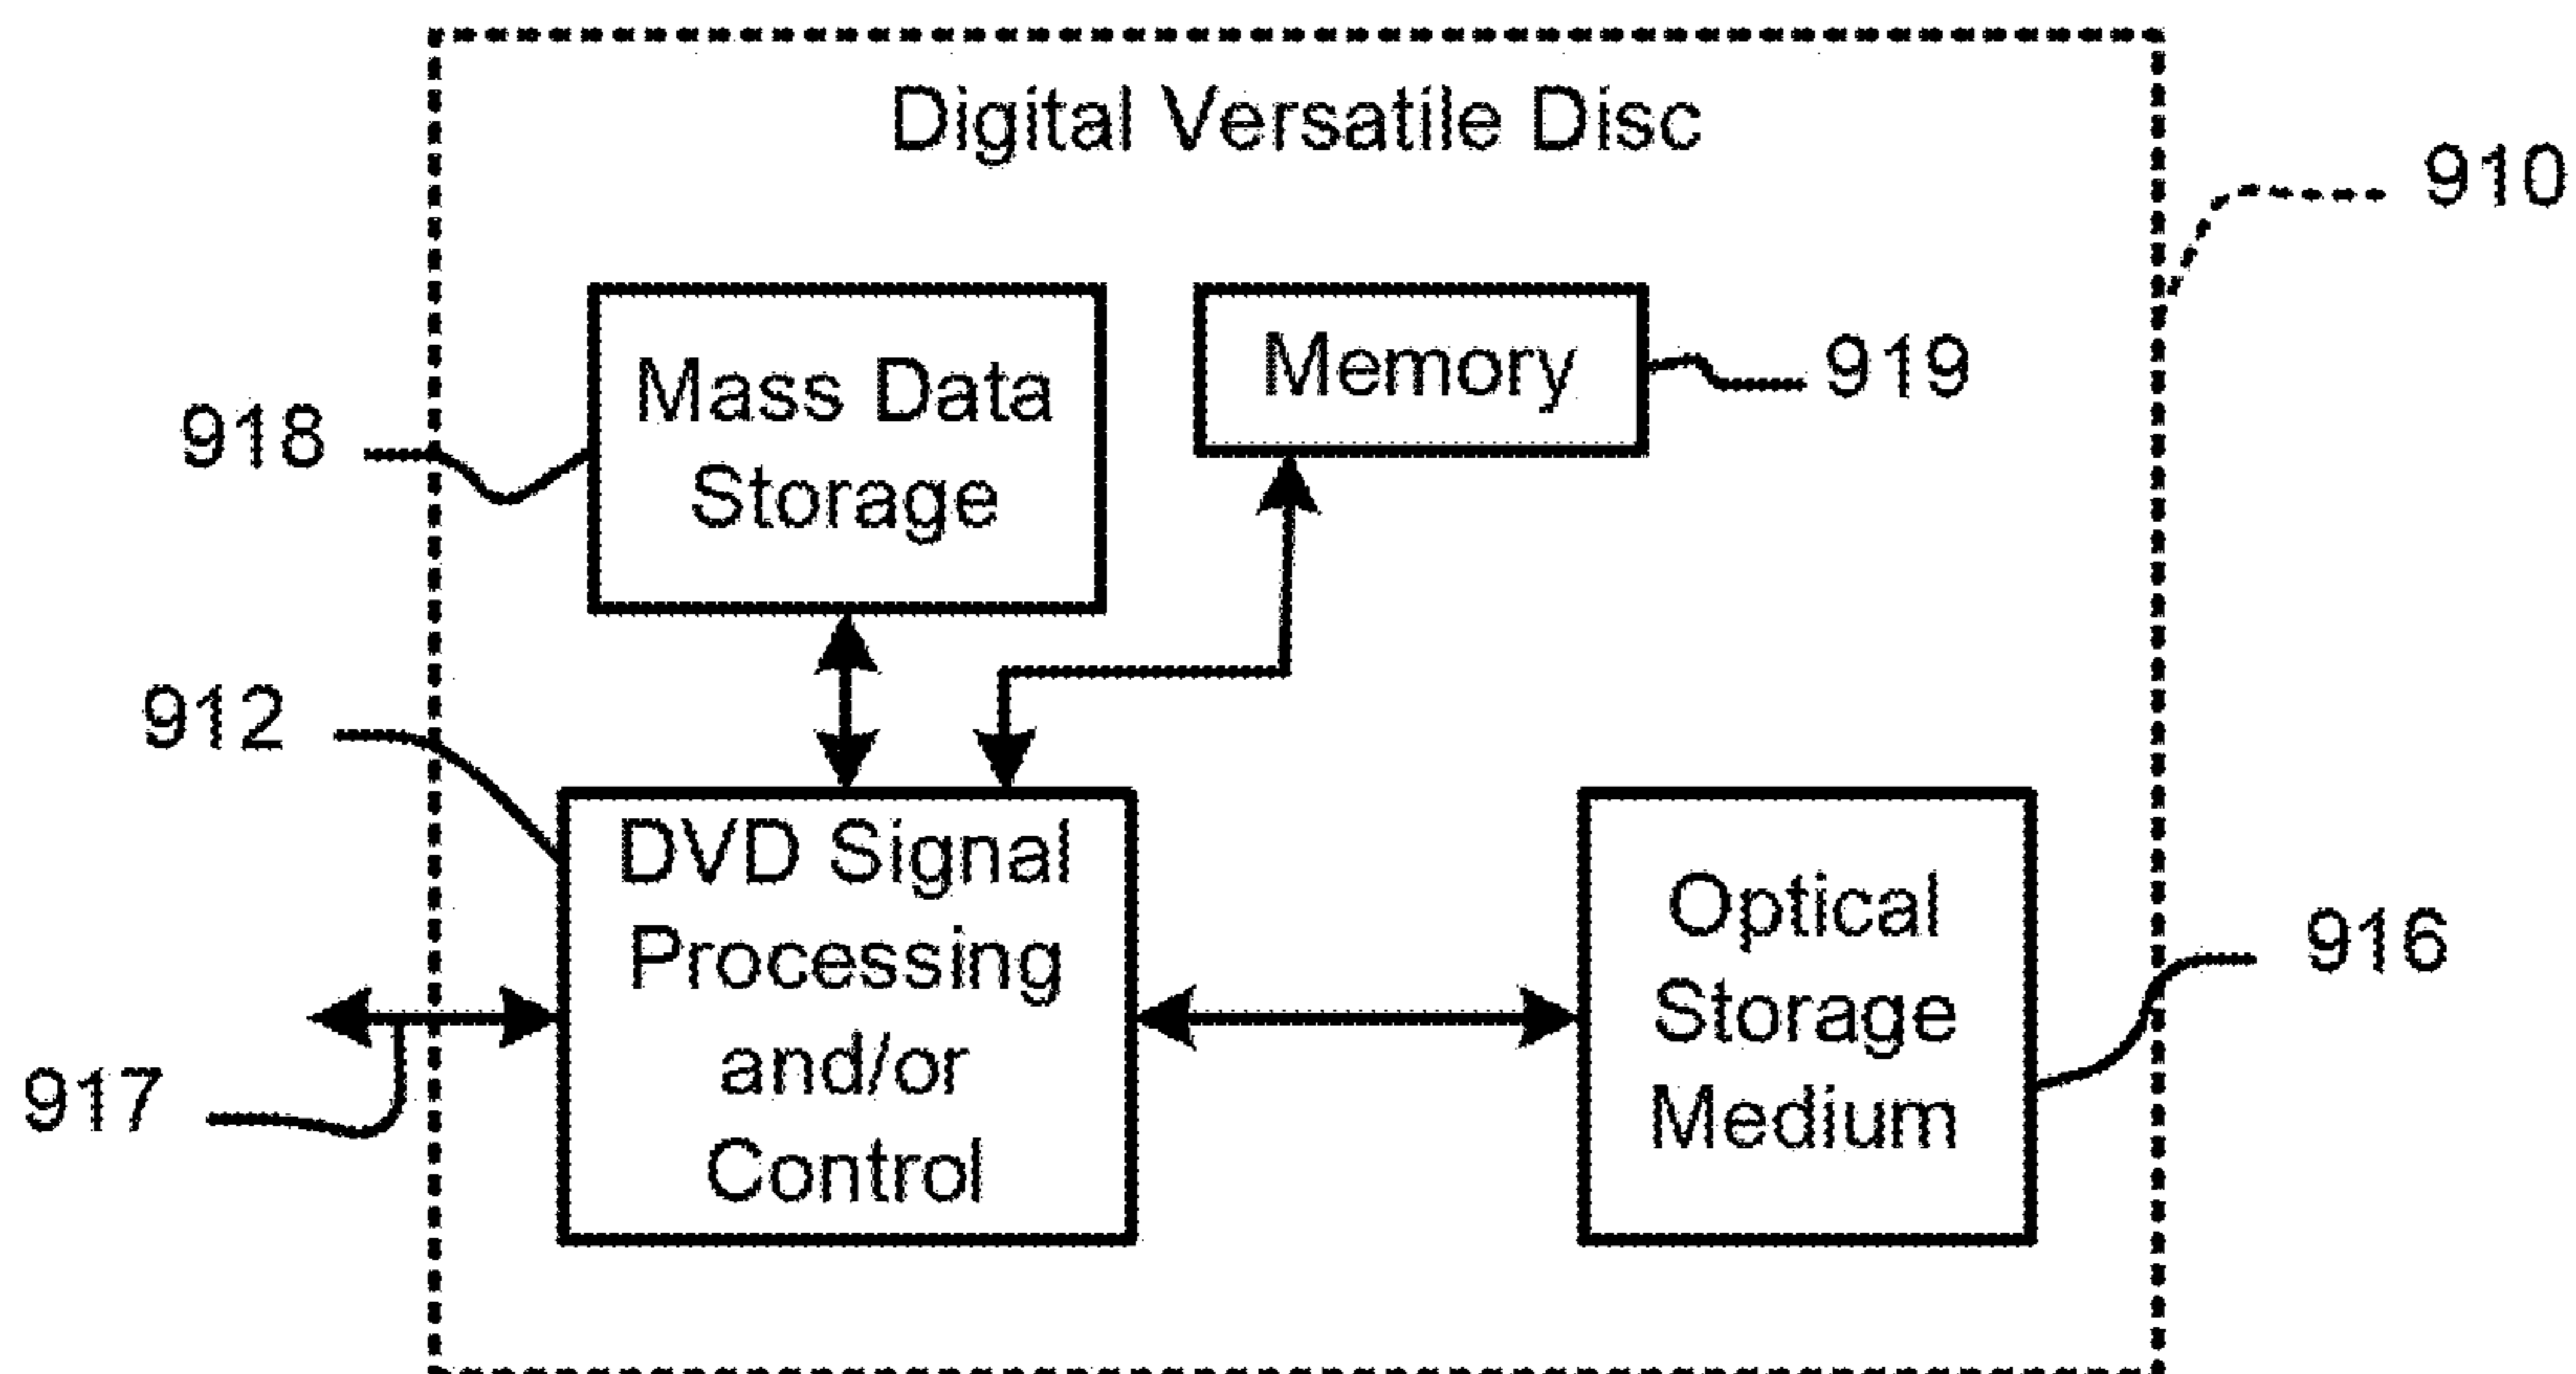 Digital Versatile Disc
910
Mass Data
Storage
918
Memory
919
912
DVD Signal
Processing
and/or
Control
917
Optical
Storage
Medium
916